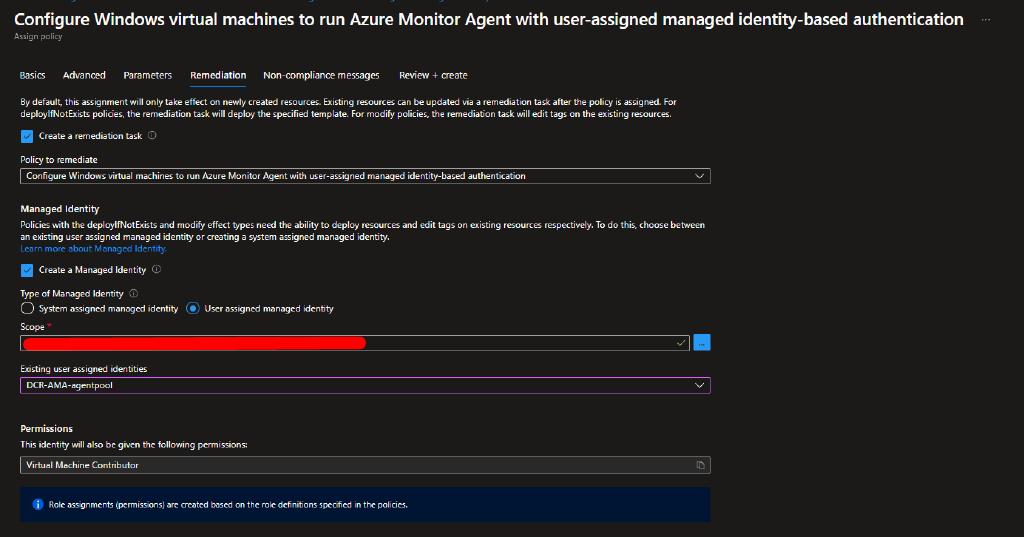 Configure Windows virtual machines to run Azure Monitor Agent with user-assigned managed identity-based authentication ...
Assign policy
Basics Advanced Parameters Remediation Non-compliance messages Review + create
By default, this assignment will only take effect on newly created resources. Existing resources can be updated via a remediation task after the policy is assigned. For
deployIfNotExists policies, the remediation task will deploy the specified template. For modify policies, the remediation task will edit tags on the existing resources.
Create a remediation task
Policy to remediate
Configure Windows virtual machines to run Azure Monitor Agent with user-assigned managed identity-based authentication
Managed Identity
Policies with the deployIfNotExists and modify effect types need the ability to deploy resources and edit tags on existing resources respectively. To do this, choose between
an existing user assigned managed identity or creating a system assigned managed identity.
Learn more about Managed Identity.
Create a Managed Identity
Type of Managed Identity
System assigned managed identity User assigned managed identity
Scope *
...
Existing user assigned identities
DCR-AMA-agentpool
Permissions
This identity will also be given the following permissions:
Virtual Machine Contributor
Role assignments (permissions) are created based on the role definitions specified in the policies.